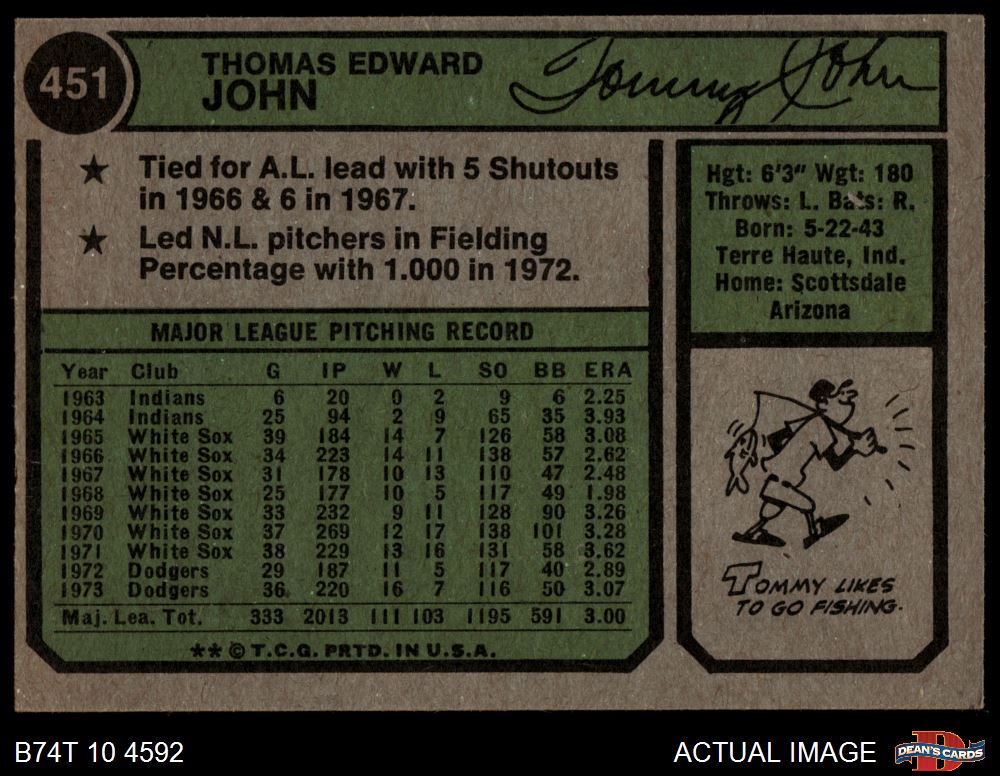 451
THOMAS EDWARD
JOHN
Tommy John
★ Tied for A.L. lead with 5 Shutouts
in 1966 & 6 in 1967.
★ Led N.L. pitchers in Fielding
Percentage with 1.000 in 1972.
Hgt: 6'3" Wgt: 180
Throws: L. Bats: R.
Born: 5-22-43
Terre Haute, Ind.
Home: Scottsdale
Arizona
MAJOR LEAGUE PITCHING RECORD
Year Club G IP W L SO BB ERA
1963 Indians 6 20 0 2 9 6 2.25
1964 Indians 25 94 2 9 65 35 3.93
1965 White Sox 39 184 14 7 126 58 3.08
1966 White Sox 34 223 14 11 138 57 2.62
1967 White Sox 31 178 10 13 110 47 2.48
1968 White Sox 25 177 10 5 117 49 1.98
1969 White Sox 33 232 9 11 128 90 3.26
1970 White Sox 37 269 12 17 138 101 3.28
1971 White Sox 38 229 13 16 131 58 3.62
1972 Dodgers 29 187 11 5 117 40 2.89
1973 Dodgers 36 220 16 7 116 50 3.07
Maj. Lea. Tot. 333 2013 111 103 1195 591 3.00
** © T.C.G. PRTD. IN U.S.A.
TOMMY LIKES
TO GO FISHING.
B74T 10 4592
ACTUAL IMAGE
D
DEAN'S CARDS